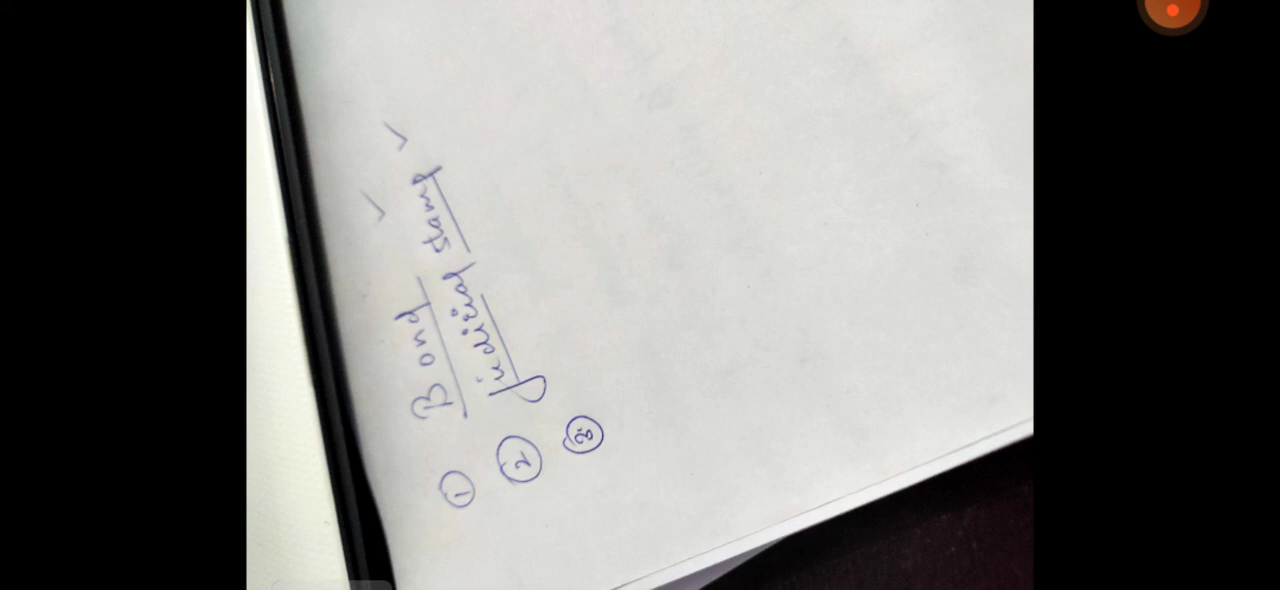 ① Bond ✓
② Judicial stamp ✓
③